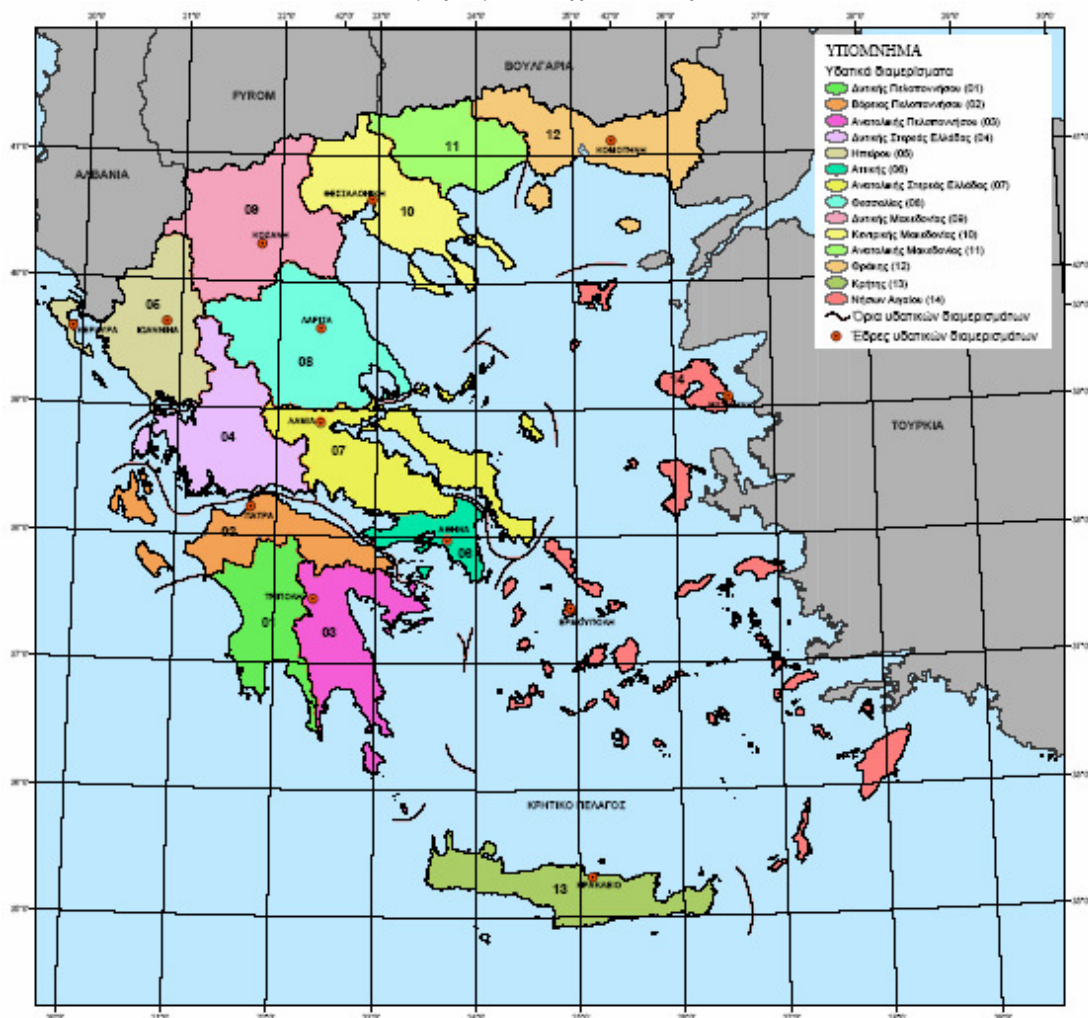 ΥΠΟΜΝΗΜΑ
Υδατικά διαμερίσματα
Δυτικής Πελοποννήσου (01)
Βόρειας Πελοποννήσου (02)
Ανατολικής Πελοποννήσου (03)
Δυτικής Στερεάς Ελλάδας (04)
Ηπείρου (05)
Αττικής (06)
Ανατολικής Στερεάς Ελλάδας (07)
Θεσσαλίας (08)
Δυτικής Μακεδονίας (09)
Κεντρικής Μακεδονίας (10)
Ανατολικής Μακεδονίας (11)
Θράκης (12)
Κρήτης (13)
Νήσων Αιγαίου (14)
Όρια υδατικών διαμερισμάτων
Έδρες υδατικών διαμερισμάτων
ΒΟΥΛΓΑΡΙΑ
FYROM
ΑΛΒΑΝΙΑ
ΤΟΥΡΚΙΑ
12
ΚΟΜΟΤΗΝΗ
11
ΘΕΣΣΑΛΟΝΙΚΗ
10
09
ΚΟΖΑΝΗ
05
ΚΕΡΚΥΡΑ
ΙΩΑΝΝΙΝΑ
ΛΑΡΙΣΑ
08
04
ΛΑΜΙΑ
07
ΠΑΤΡΑ
02
ΑΘΗΝΑ
06
ΤΡΙΠΟΛΗ
01
03
ΕΡΜΟΥΠΟΛΗ
ΚΡΗΤΙΚΟ ΠΕΛΑΓΟΣ
13
ΗΡΑΚΛΕΙΟ